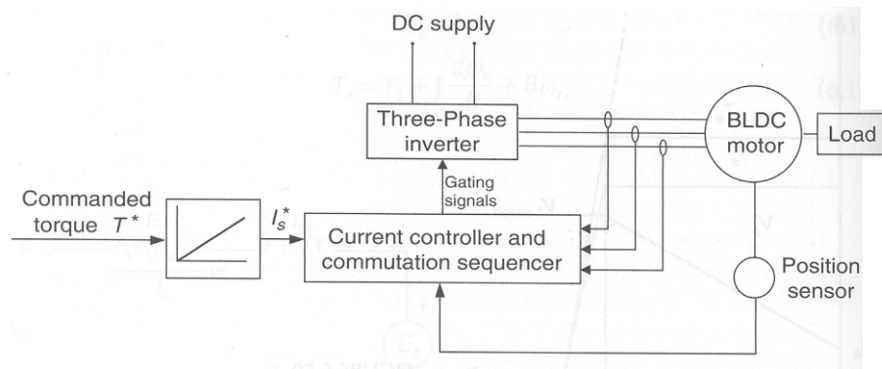 DC supply
Three-Phase
inverter
BLDC
motor
Load
Gating
signals
Commanded
torque T*
I_s*
Current controller and
commutation sequencer
Position
sensor